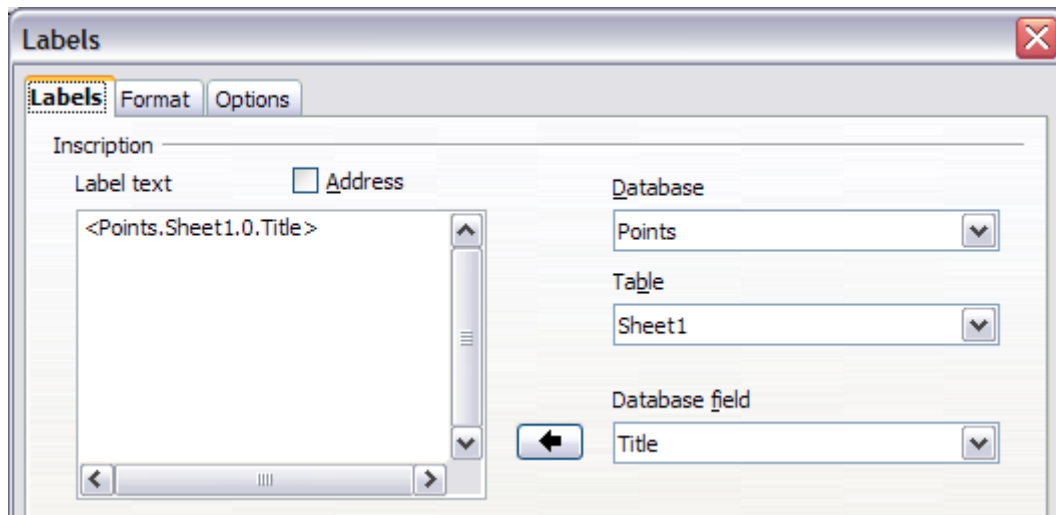 Labels
Labels Format Options
Inscription
Label text Address
<Points.Sheet1.0.Title>
Database
Points
Table
Sheet1
Database field
Title